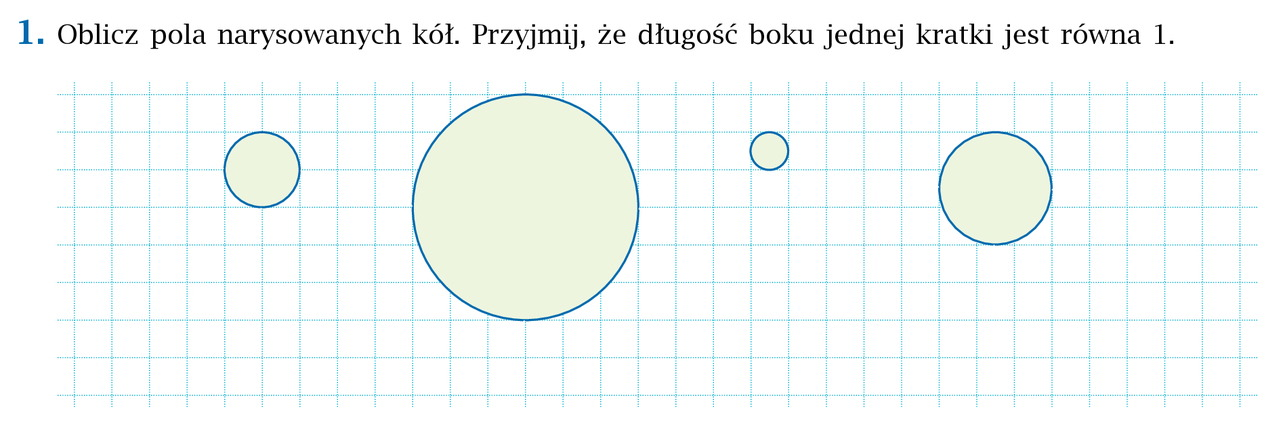 1. Oblicz pola narysowanych kół. Przyjmij, że długość boku jednej kratki jest równa 1.